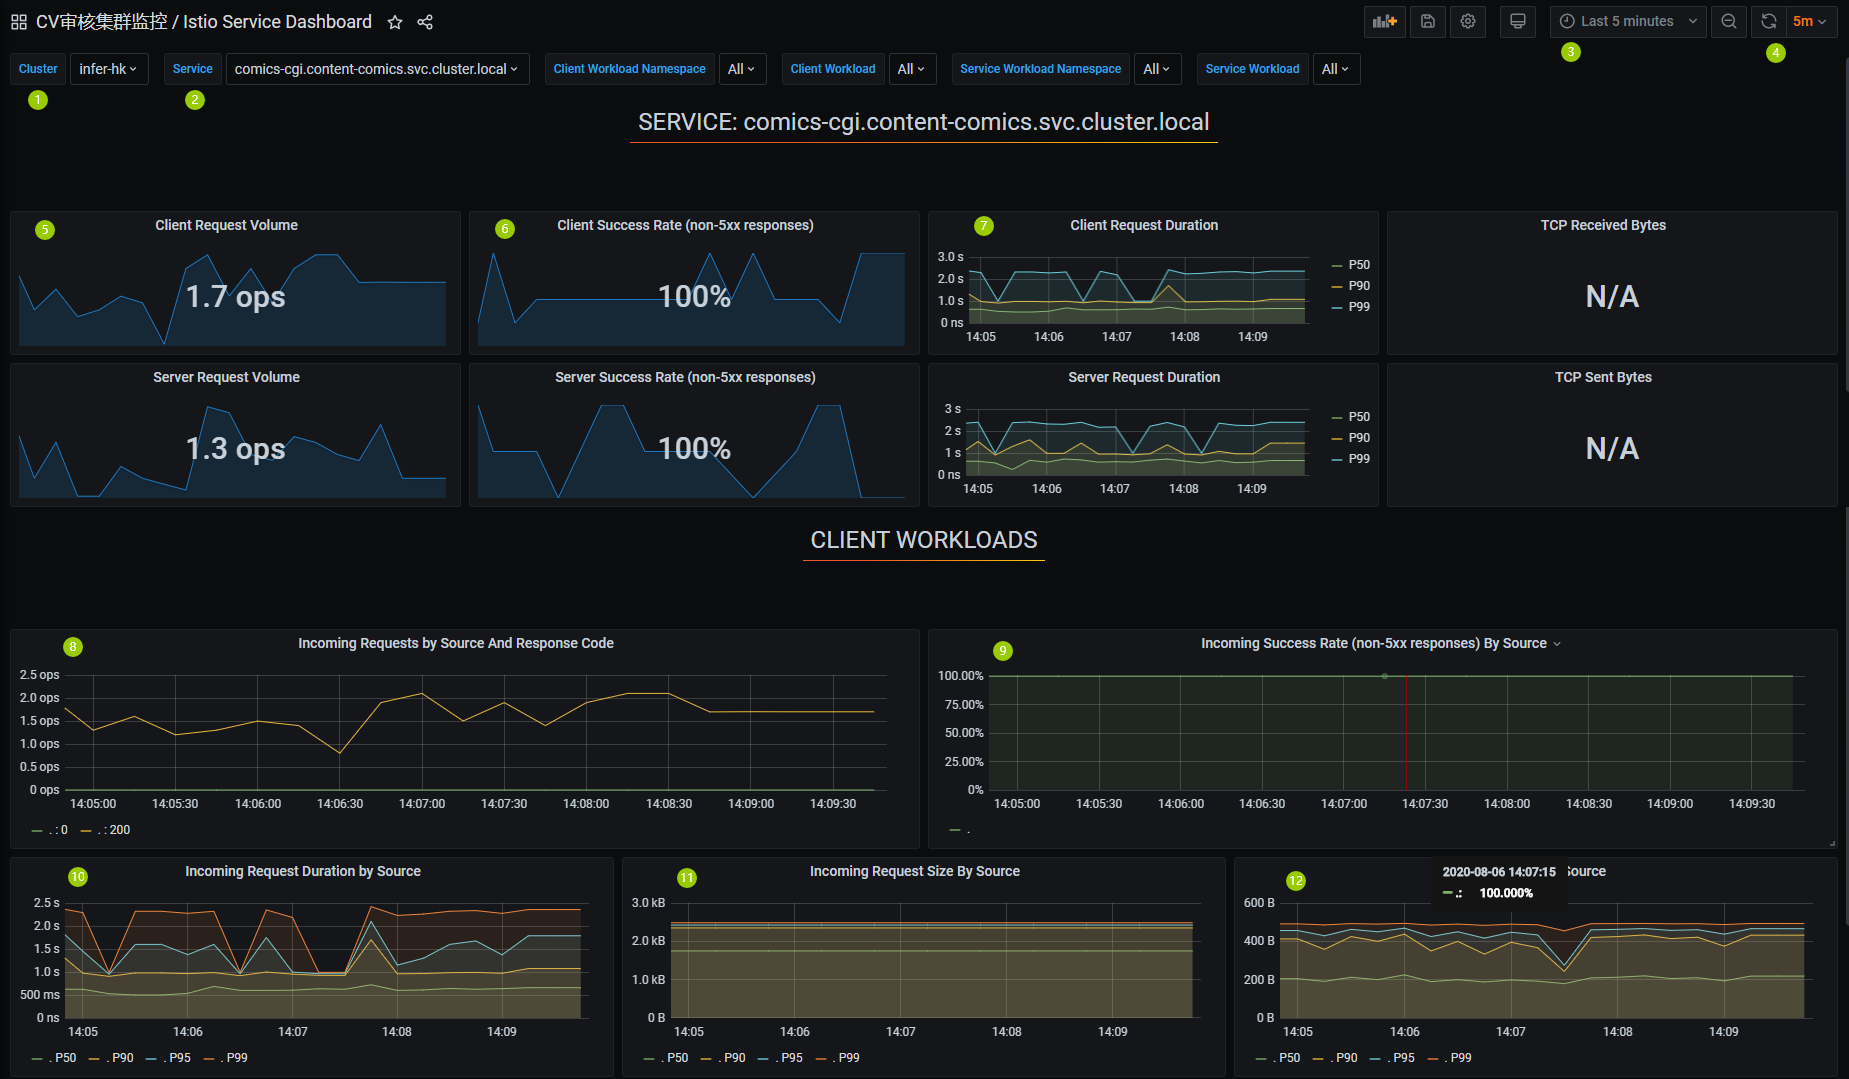 CV审核集群监控 / Istio Service Dashboard
Last 5 minutes
5m
3
4
Cluster infer-hk Service comics-cgi.content-comics.svc.cluster.local Client Workload Namespace All Client Workload All Service Workload Namespace All Service Workload All
1
2
SERVICE: comics-cgi.content-comics.svc.cluster.local
5
Client Request Volume
1.7 ops
6
Client Success Rate (non-5xx responses)
100%
7
Client Request Duration
3.0 s
2.0 s
1.0 s
0 ns
14:05 14:06 14:07 14:08 14:09
P50
P90
P99
TCP Received Bytes
N/A
Server Request Volume
1.3 ops
Server Success Rate (non-5xx responses)
100%
Server Request Duration
3 s
2 s
1 s
0 ns
14:05 14:06 14:07 14:08 14:09
P50
P90
P99
TCP Sent Bytes
N/A
CLIENT WORKLOADS
8
Incoming Requests by Source And Response Code
2.5 ops
2.0 ops
1.5 ops
1.0 ops
0.5 ops
0 ops
14:05:00 14:05:30 14:06:00 14:06:30 14:07:00 14:07:30 14:08:00 14:08:30 14:09:00 14:09:30
. : 0 . : 200
9
Incoming Success Rate (non-5xx responses) By Source
100.00%
75.00%
50.00%
25.00%
0%
14:05:00 14:05:30 14:06:00 14:06:30 14:07:00 14:07:30 14:08:00 14:08:30 14:09:00 14:09:30
.
10
Incoming Request Duration by Source
2.5 s
2.0 s
1.5 s
1.0 s
500 ms
0 ns
14:05 14:06 14:07 14:08 14:09
. P50 . P90 . P95 . P99
11
Incoming Request Size By Source
3.0 kB
2.0 kB
1.0 kB
0 B
14:05 14:06 14:07 14:08 14:09
. P50 . P90 . P95 . P99
12
2020-08-06 14:07:15
.: 100.000%
Source
600 B
400 B
200 B
0 B
14:05 14:06 14:07 14:08 14:09
. P50 . P90 . P95 . P99